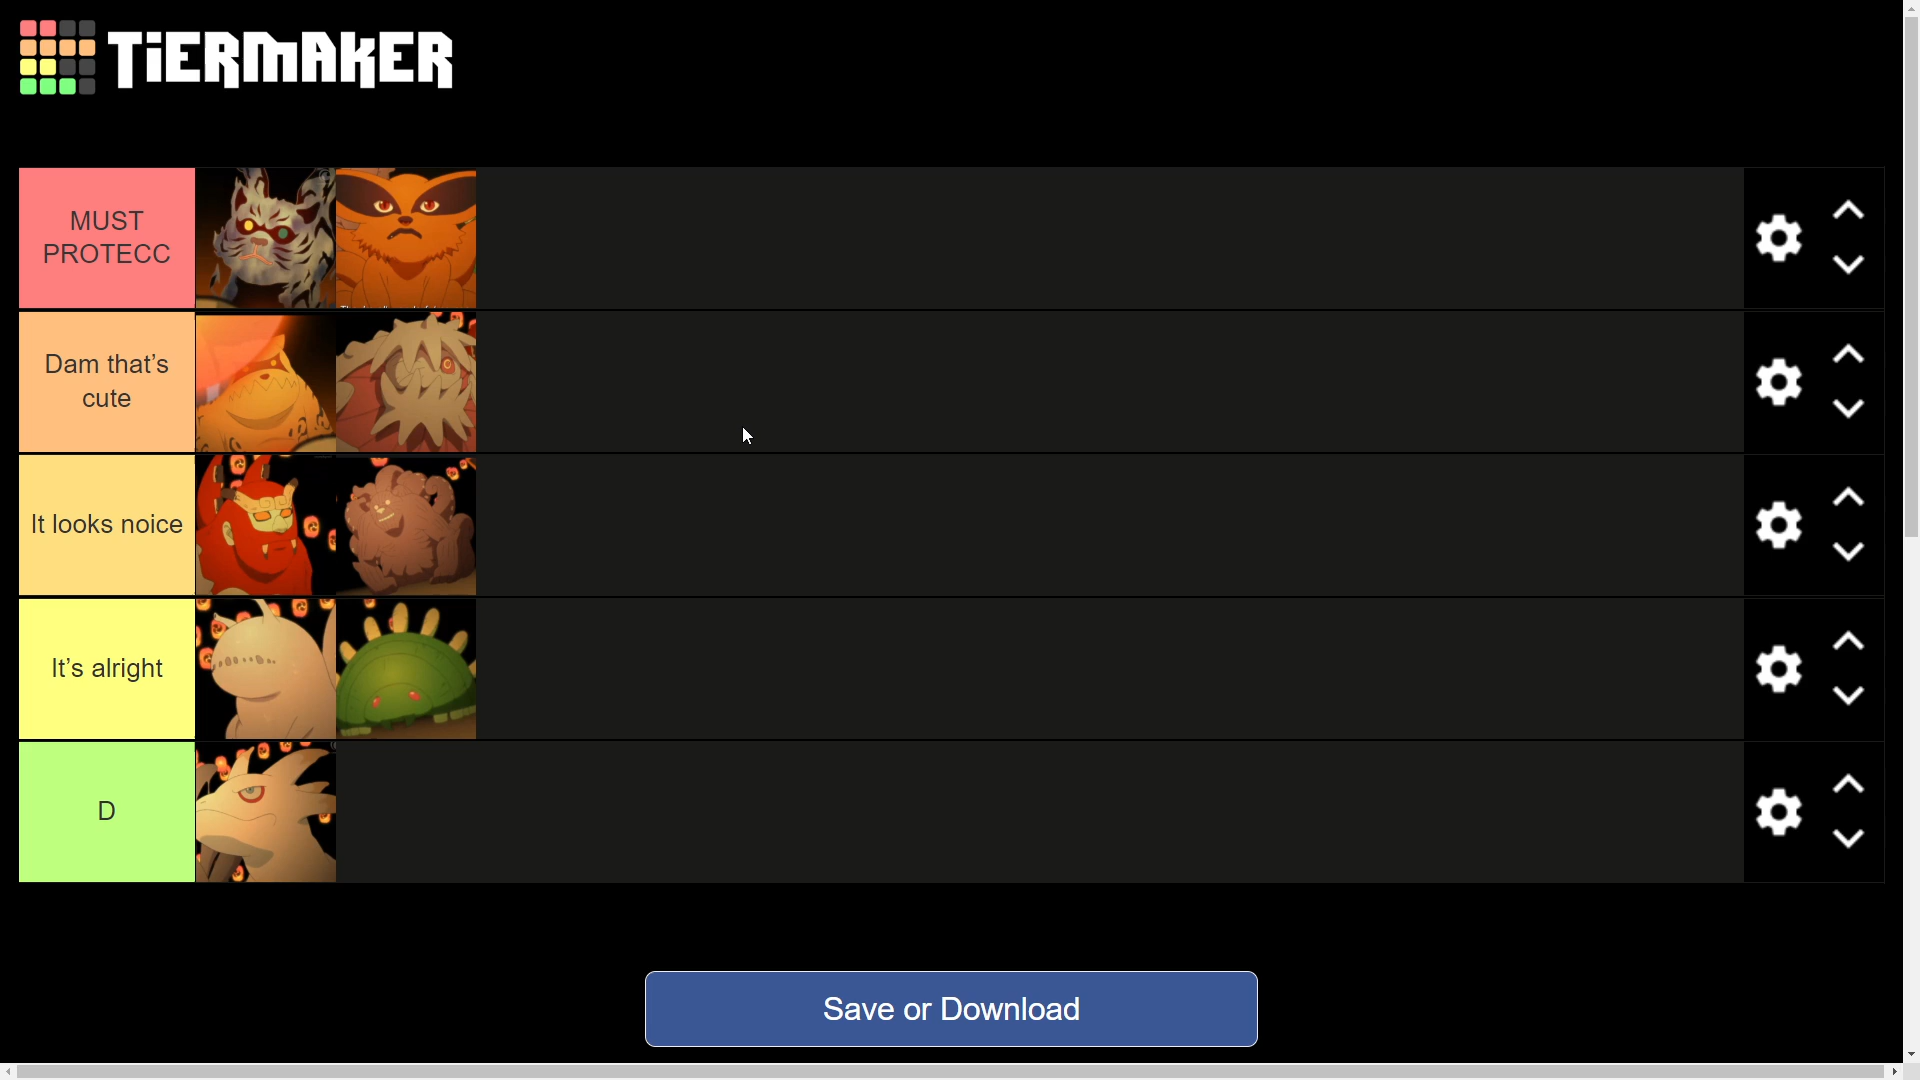 TiERMAKER
MUST
PROTECC
Dam that’s
cute
It looks noice
It’s alright
D
Save or Download